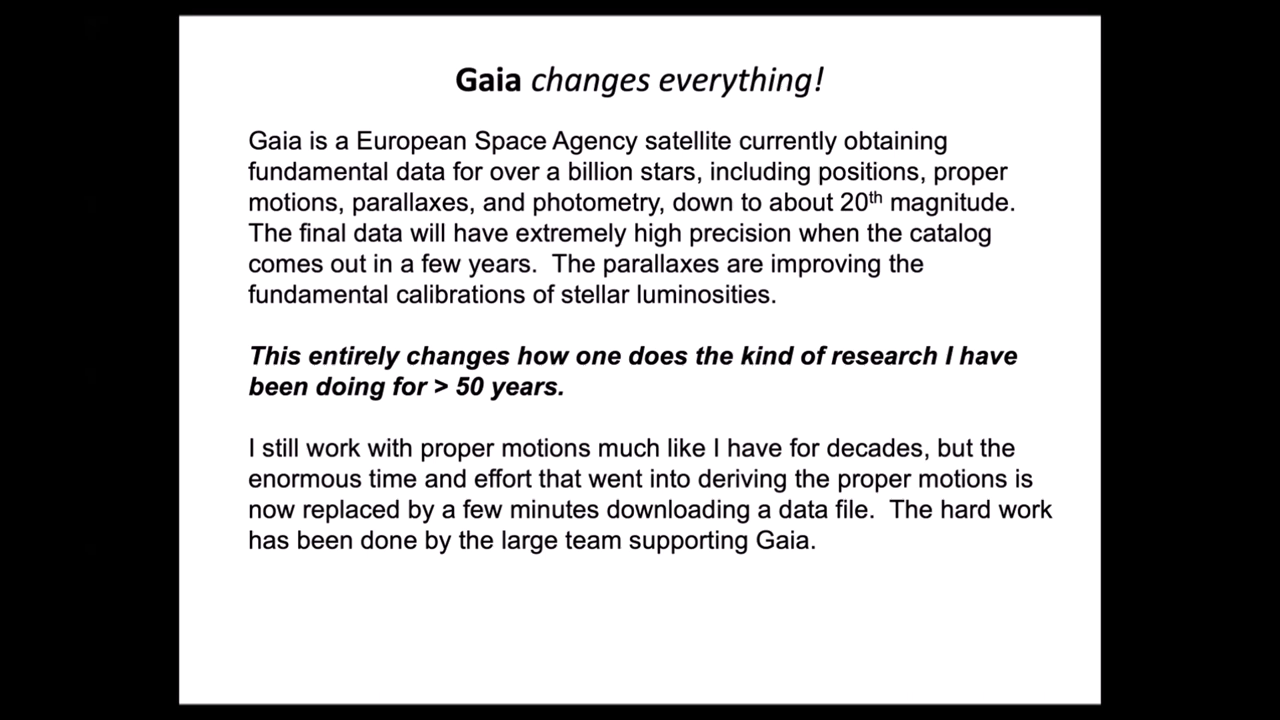 Gaia changes everything!
Gaia is a European Space Agency satellite currently obtaining
fundamental data for over a billion stars, including positions, proper
motions, parallaxes, and photometry, down to about 20th magnitude.
The final data will have extremely high precision when the catalog
comes out in a few years.  The parallaxes are improving the
fundamental calibrations of stellar luminosities.
This entirely changes how one does the kind of research I have
been doing for > 50 years.
I still work with proper motions much like I have for decades, but the
enormous time and effort that went into deriving the proper motions is
now replaced by a few minutes downloading a data file.  The hard work
has been done by the large team supporting Gaia.